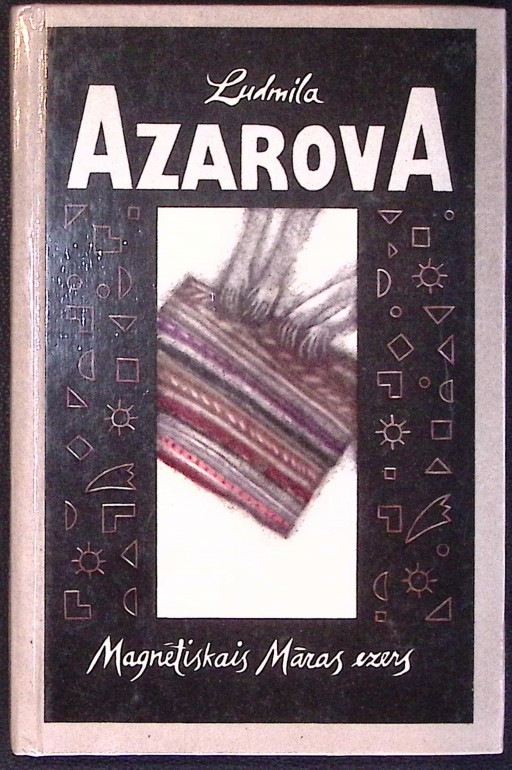 Ludmila
AZAROVA
Magnētiskais Māras ezers